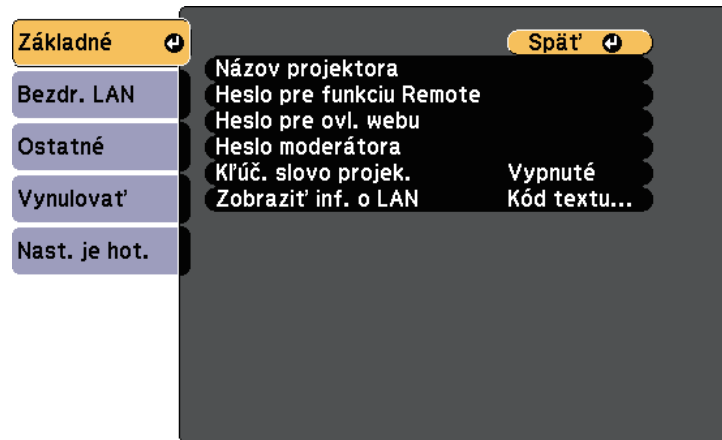 Základné
Bezdr. LAN
Ostatné
Vynulovať
Nast. je hot.
Späť
Názov projektora
Heslo pre funkciu Remote
Heslo pre ovl. webu
Heslo moderátora
Kľúč. slovo projek. Vypnuté
Zobraziť inf. o LAN Kód textu...